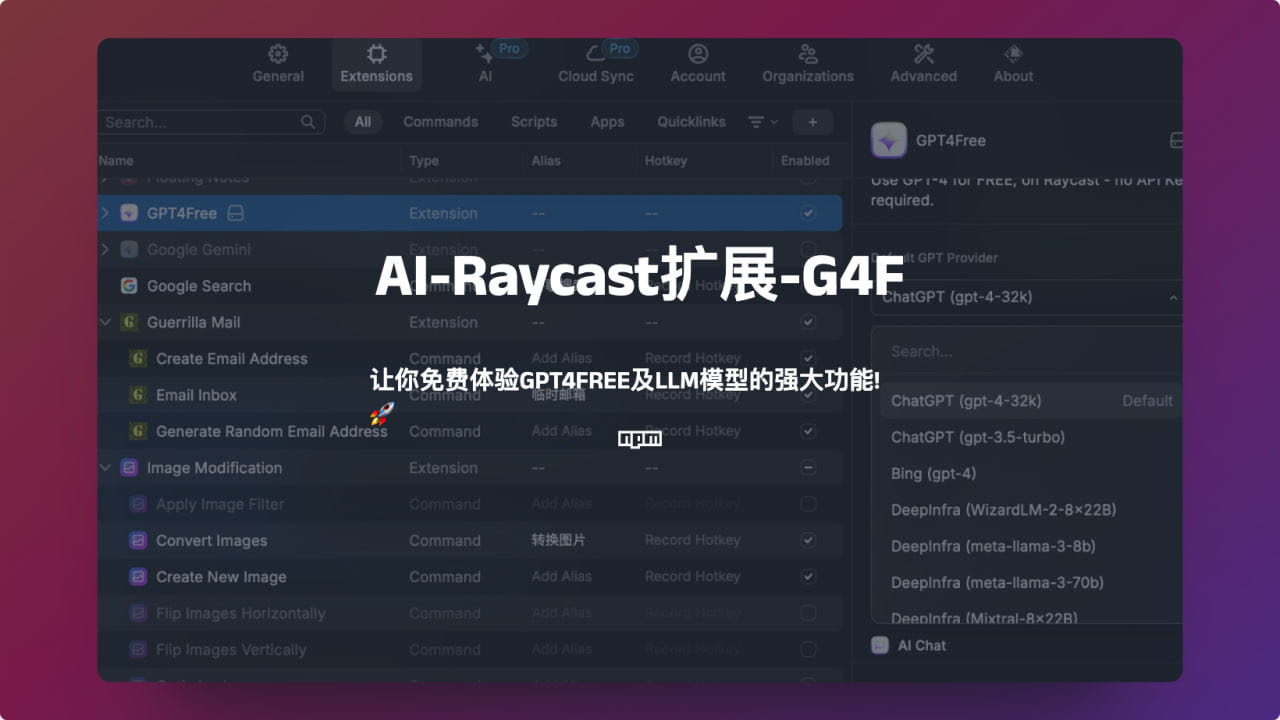 General
Extensions
AI
Pro
Cloud Sync
Pro
Account
Organizations
Advanced
About
Search...
All
Commands
Scripts
Apps
Quicklinks
+
Name
Type
Alias
Hotkey
Enabled
Floating Notes Extension
GPT4Free Extension -- --
Google Gemini Extension
Google Search
Guerrilla Mail Extension -- --
Create Email Address Command Add Alias Record Hotkey
Email Inbox Command 临时邮箱 Record Hotkey
Generate Random Email Address Command Add Alias Record Hotkey
Image Modification Extension -- --
Apply Image Filter Command Add Alias Record Hotkey
Convert Images Command 转换图片 Record Hotkey
Create New Image Command Add Alias Record Hotkey
Flip Images Horizontally Command Add Alias Record Hotkey
Flip Images Vertically Command Add Alias Record Hotkey
AI-Raycast扩展-G4F
让你免费体验GPT4FREE及LLM模型的强大功能!
🚀
npm
GPT4Free
Use GPT-4 for FREE, on Raycast - no API Ke
required.
Default GPT Provider
ChatGPT (gpt-4-32k)
Search...
ChatGPT (gpt-4-32k) Default
ChatGPT (gpt-3.5-turbo)
Bing (gpt-4)
DeepInfra (WizardLM-2-8x22B)
DeepInfra (meta-llama-3-8b)
DeepInfra (meta-llama-3-70b)
DeepInfra (Mixtral-8x22B)
AI Chat